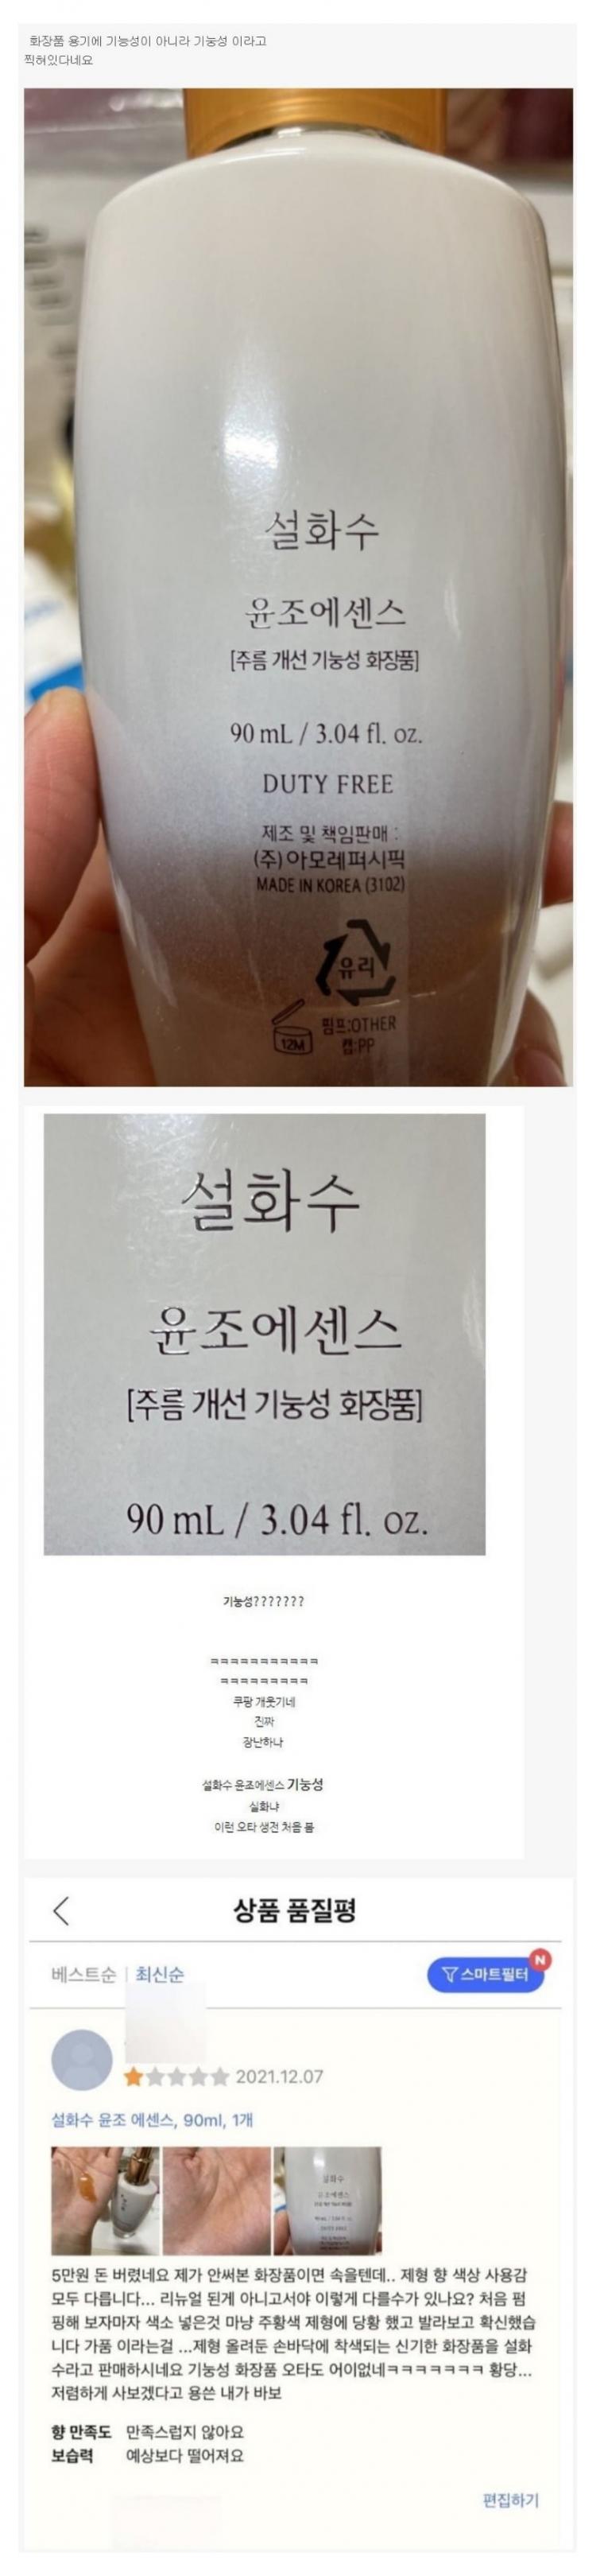 화장품 용기에 기능성이 아니라 기눙성 이라고
찍혀있다네요
설화수
윤조에센스
[주름 개선 기눙성 화장품]
90 mL / 3.04 fl. oz.
DUTY FREE
제조 및 책임판매 :
(주)아모레퍼시픽
MADE IN KOREA (3102)
유리
12M
핌프:OTHER
캡:PP
설화수
윤조에센스
[주름 개선 기눙성 화장품]
90 mL / 3.04 fl. oz.
기눙성???????
ㅋㅋㅋㅋㅋㅋㅋㅋㅋㅋㅋ
ㅋㅋㅋㅋㅋㅋㅋㅋㅋ
쿠팡 개웃기네
진짜
장난하나
설화수 윤조에센스 기눙성
실화냐
이런 오타 생전 처음 봄
상품 품질평
베스트순 | 최신순
스마트필터
N
2021.12.07
설화수 윤조 에센스, 90ml, 1개
설화수
윤조에센스
DUTY FREE
5만원 돈 버렸네요 제가 안써본 화장품이면 속을텐데.. 제형 향 색상 사용감
모두 다릅니다... 리뉴얼 된게 아니고서야 이렇게 다를수가 있나요? 처음 펌
핑해 보자마자 색소 넣은것 마냥 주황색 제형에 당황 했고 발라보고 확신했습
니다 가품 이라는걸 ...제형 올려둔 손바닥에 착색되는 신기한 화장품을 설화
수라고 판매하시네요 기눙성 화장품 오타도 어이없네ㅋㅋㅋㅋㅋㅋㅋ 황당...
저렴하게 사보겠다고 용쓴 내가 바보
향 만족도 만족스럽지 않아요
보습력 예상보다 떨어져요
편집하기